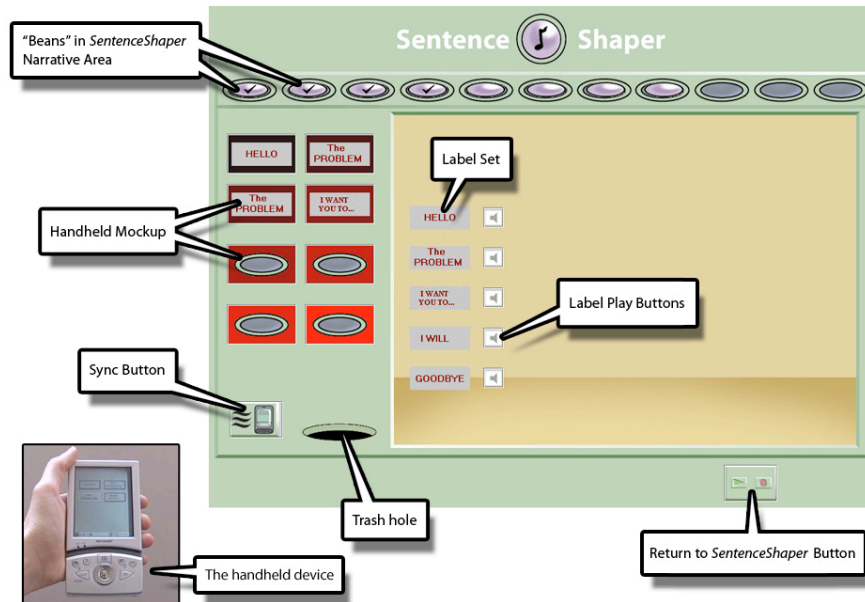 "Beans" in SentenceShaper
Narrative Area
Sentence Shaper
HELLO
The
PROBLEM
The
PROBLEM
I WANT
YOU TO...
Label Set
HELLO
Handheld Mockup
The
PROBLEM
I WANT
YOU TO...
Label Play Buttons
I WILL
Sync Button
GOODBYE
Trash hole
Return to SentenceShaper Button
The handheld device